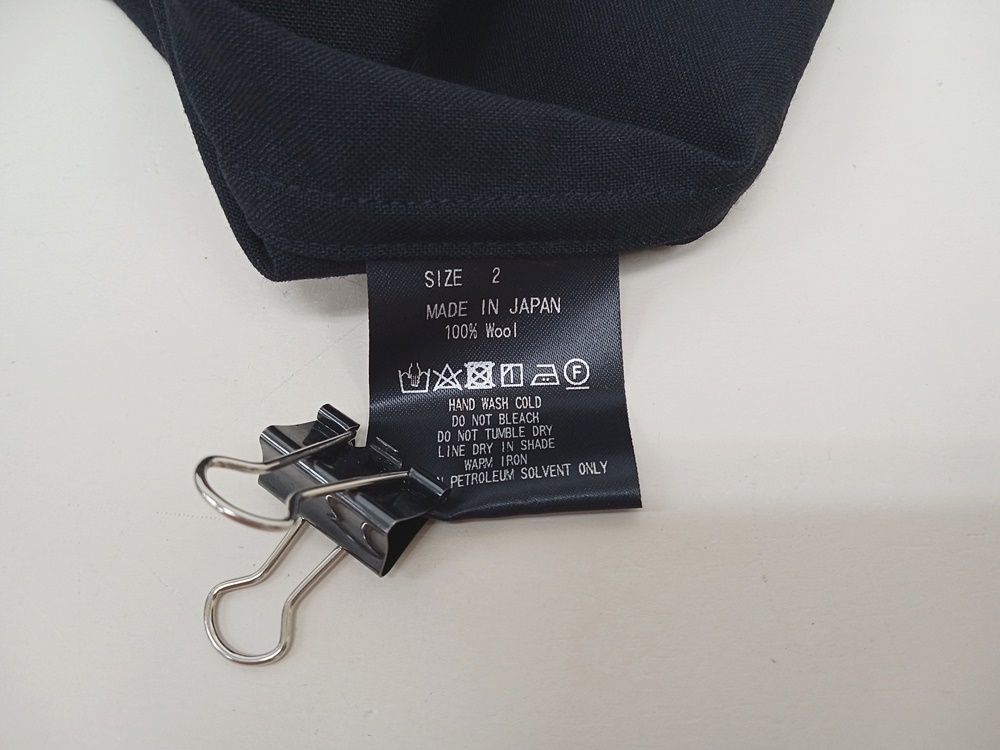 SIZE 2
MADE IN JAPAN
100% Wool
F
HAND WASH COLD
DO NOT BLEACH
DO NOT TUMBLE DRY
LINE DRY IN SHADE
WARM IRON
PETROLEUM SOLVENT ONLY